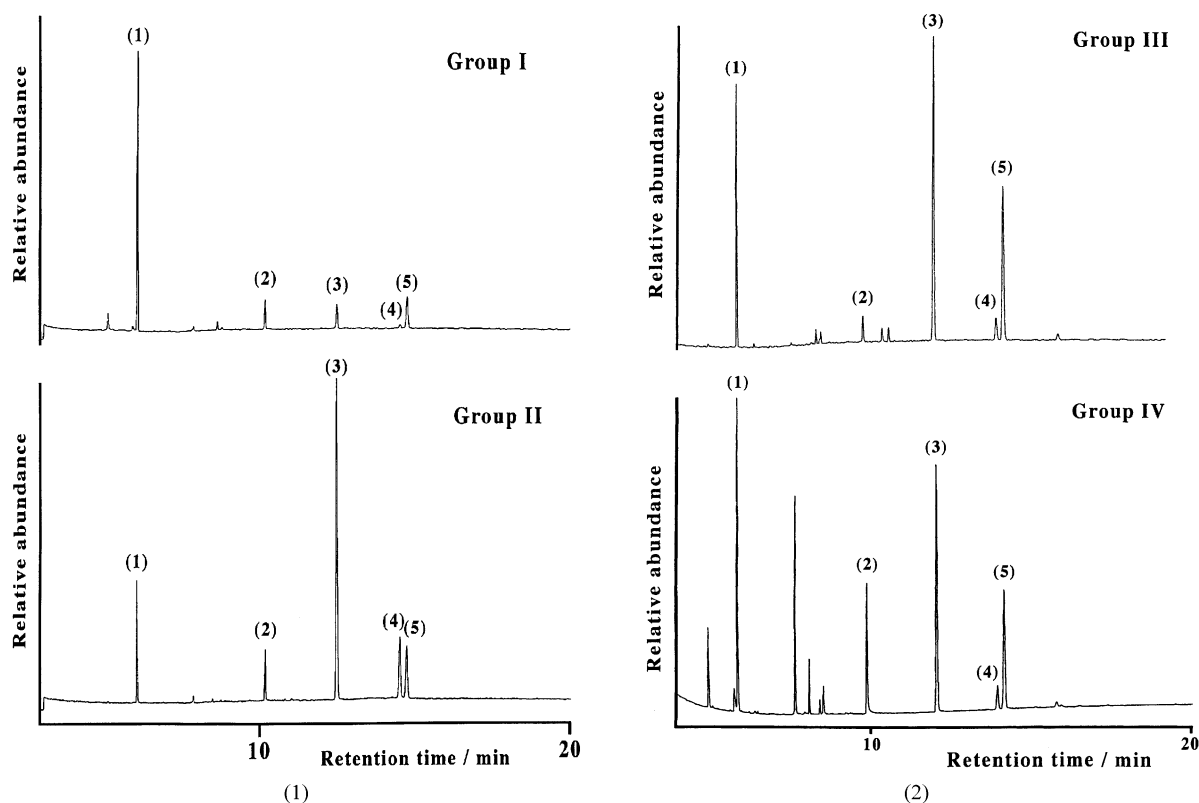 (1)
Group I
Relative abundance
(2)
(3)
(4)
(5)
(3)
Group II
Relative abundance
(1)
(2)
(4)
(5)
10
20
Retention time / min
(1)
(3)
Group III
Relative abundance
(1)
(5)
(2)
(4)
(1)
Group IV
Relative abundance
(3)
(2)
(5)
(4)
10
20
Retention time / min
(2)